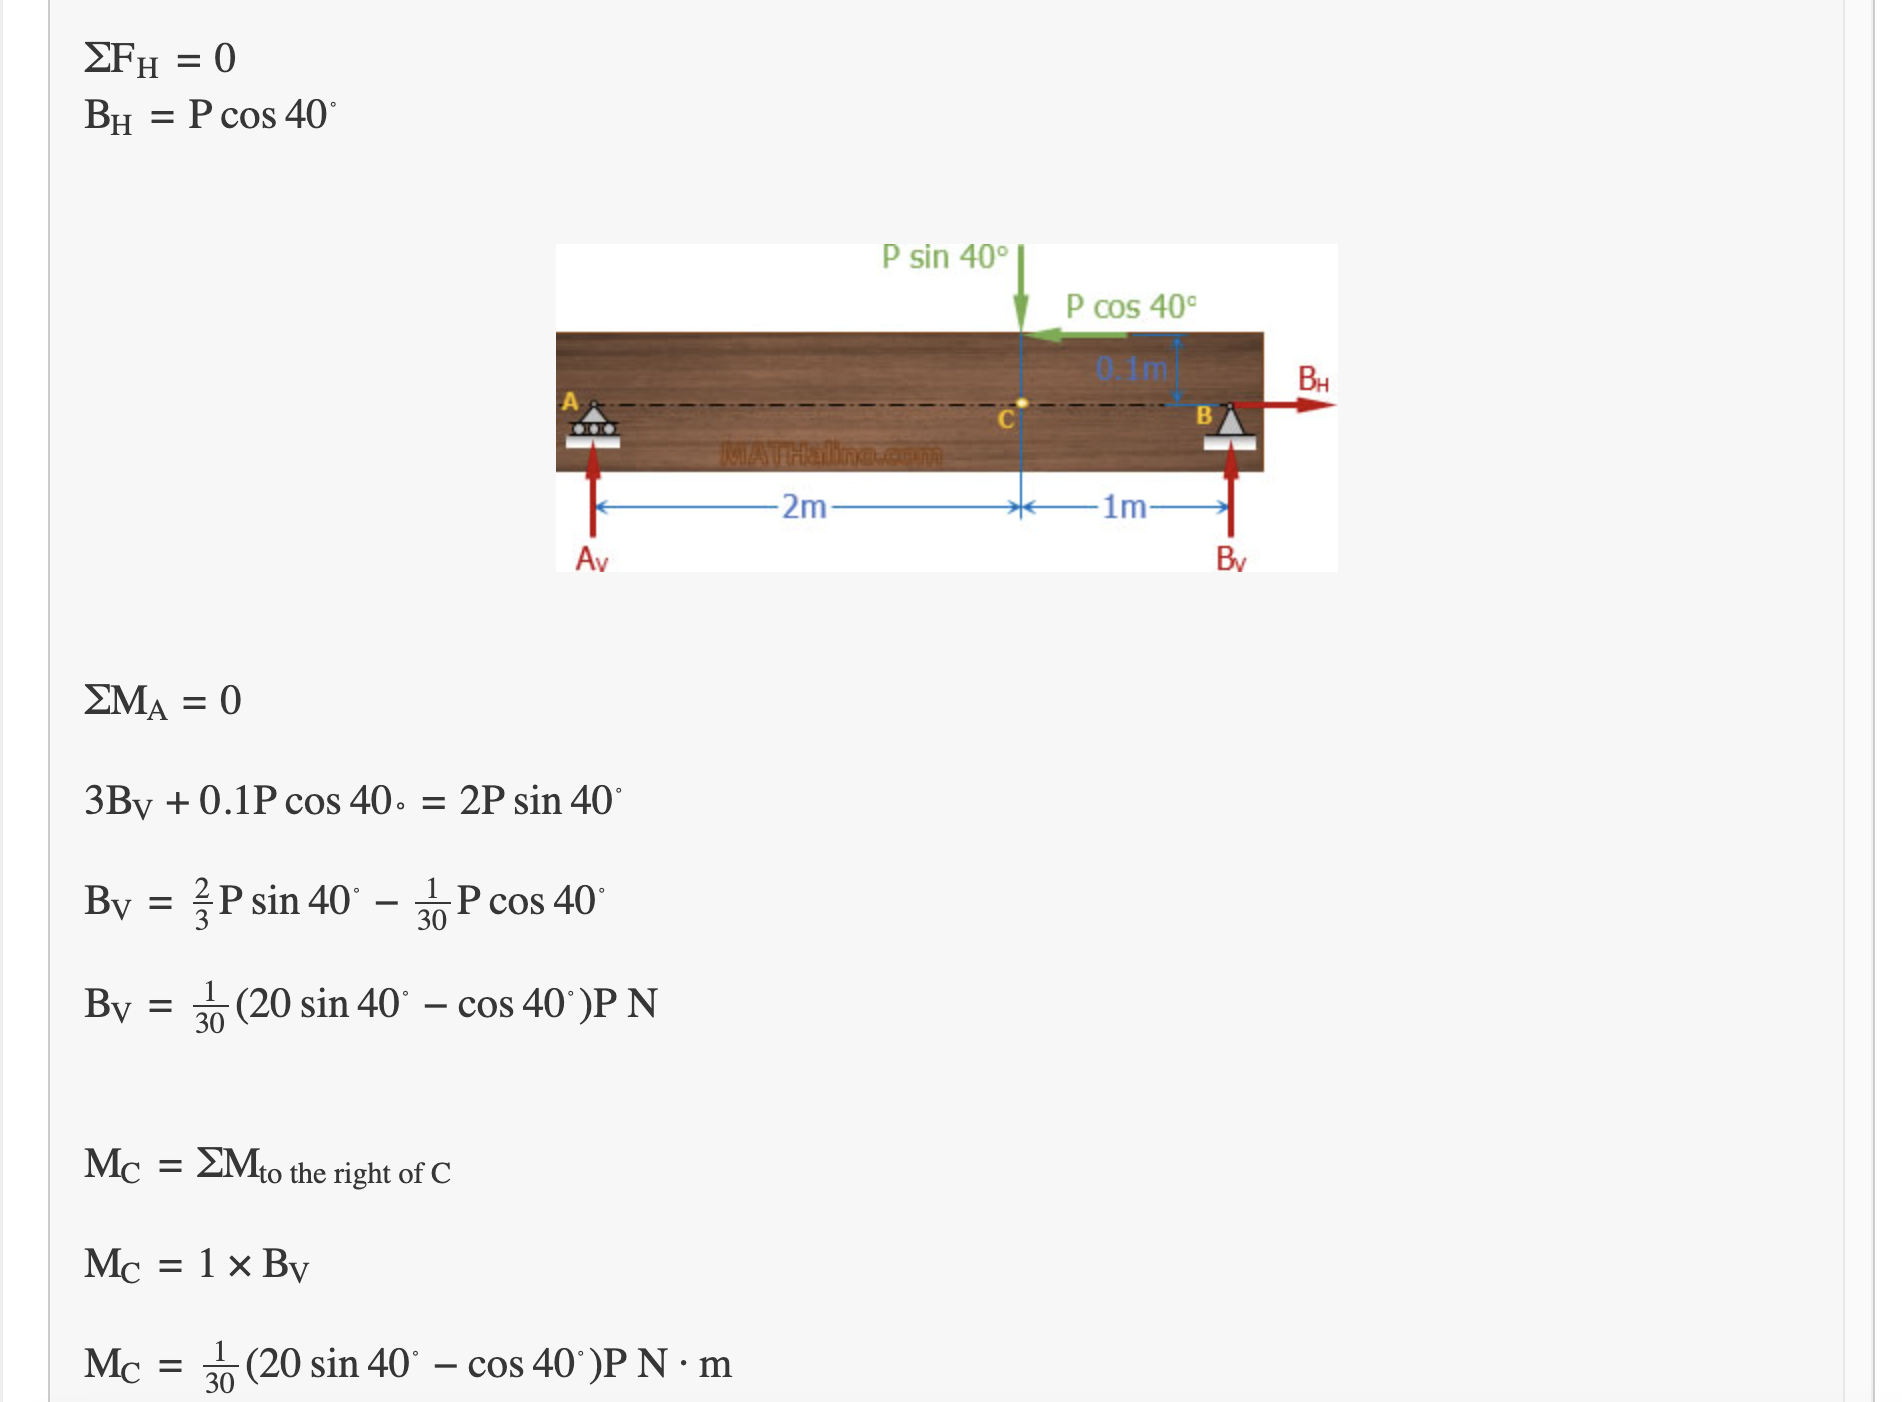 ΣF_H = 0
B_H = P cos 40°
P sin 40°
P cos 40°
0.1m
B_H
A
C
B
MATHalino.com
2m
1m
A_V
B_V
ΣM_A = 0
3B_V + 0.1P cos 40∘ = 2P sin 40°
B_V = 2/3 P sin 40° − 1/30 P cos 40°
B_V = 1/30 (20 sin 40° − cos 40°)P N
M_C = ΣM_to the right of C
M_C = 1 × B_V
M_C = 1/30 (20 sin 40° − cos 40°)P N · m